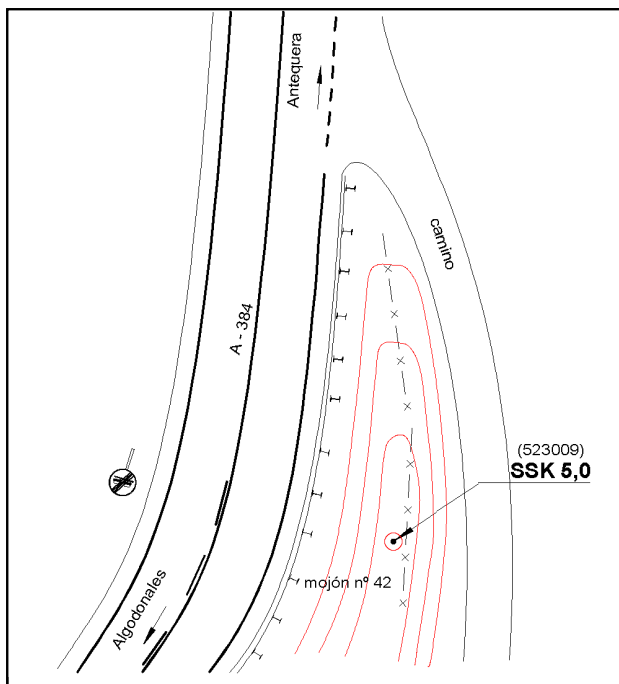 Antequera
camino
A - 384
(523009)
SSK 5,0
mojón nº 42
Algodonales